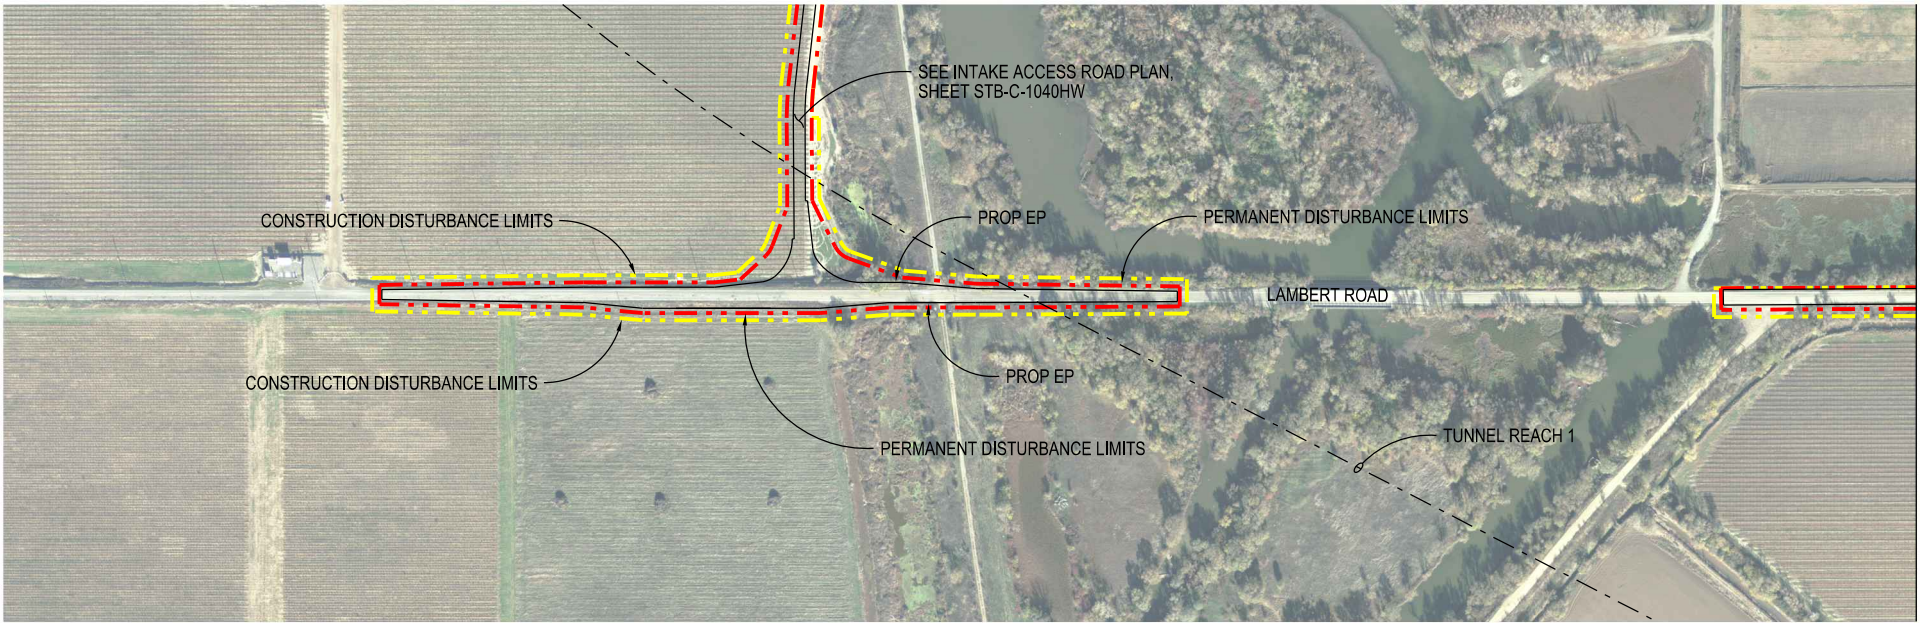 SEE INTAKE ACCESS ROAD PLAN,
SHEET STB-C-1040HW
CONSTRUCTION DISTURBANCE LIMITS
PROP EP
PERMANENT DISTURBANCE LIMITS
LAMBERT ROAD
CONSTRUCTION DISTURBANCE LIMITS
PROP EP
PERMANENT DISTURBANCE LIMITS
TUNNEL REACH 1